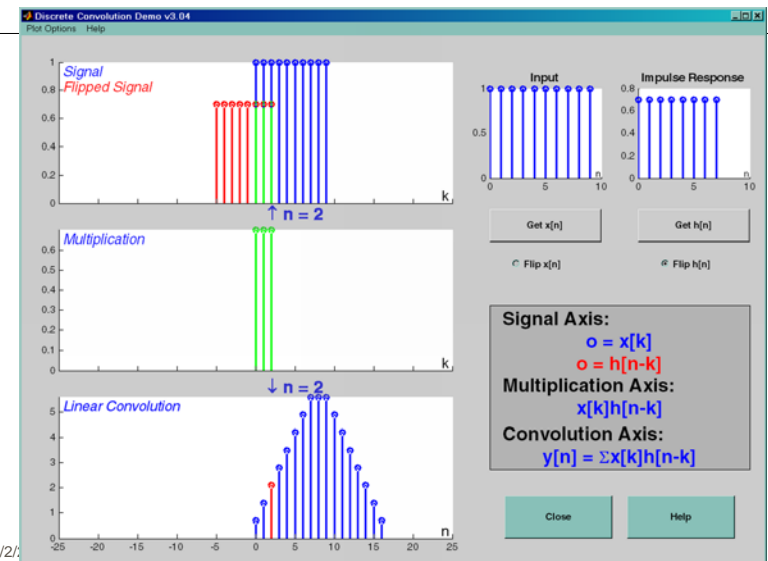 Discrete Convolution Demo v3.04
Plot Options Help
Signal
Flipped Signal
1
0.8
0.6
0.4
0.2
0
k
↑ n = 2
Multiplication
0.6
0.5
0.4
0.3
0.2
0.1
0
k
↓ n = 2
Linear Convolution
5
4
3
2
1
0
n
-25 -20 -15 -10 -5 0 5 10 15 20 25
Input
1
0.5
0
n
0 5 10
Impulse Response
0.8
0.6
0.4
0.2
0
n
0 5 10
Get x[n]
Get h[n]
Flip x[n]
Flip h[n]
Signal Axis:
o = x[k]
o = h[n-k]
Multiplication Axis:
x[k]h[n-k]
Convolution Axis:
y[n] = Σx[k]h[n-k]
Close
Help